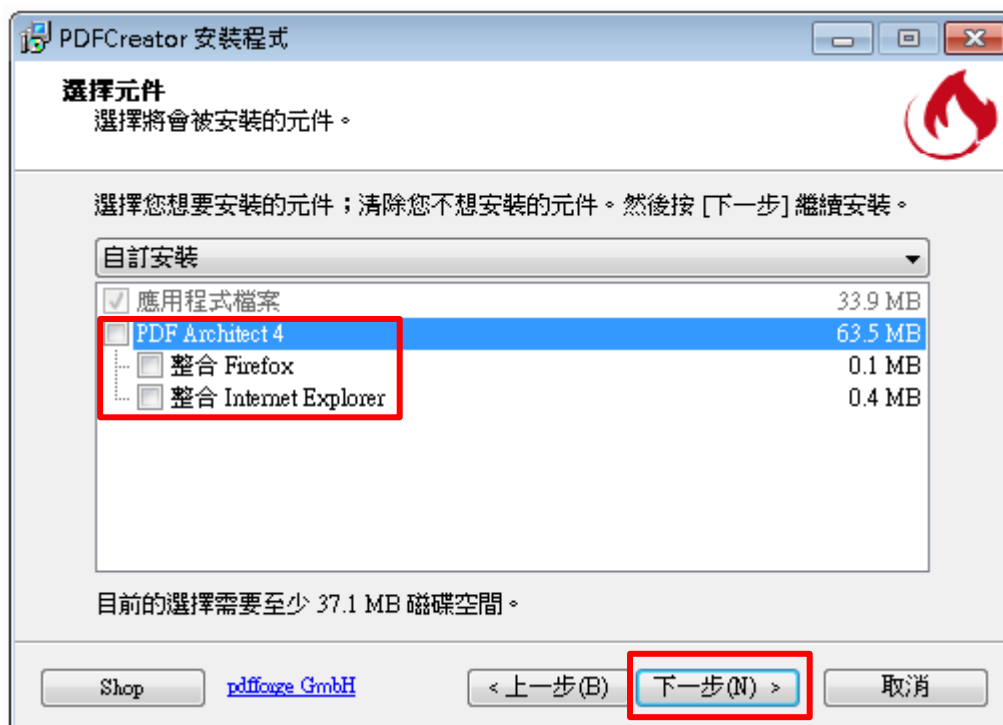 PDFCreator 安裝程式
選擇元件
選擇將會被安裝的元件。
選擇您想要安裝的元件；清除您不想安裝的元件。然後按 [下一步] 繼續安裝。
自訂安裝
應用程式檔案 33.9 MB
PDF Architect 4 63.5 MB
整合 Firefox 0.1 MB
整合 Internet Explorer 0.4 MB
目前的選擇需要至少 37.1 MB 磁碟空間。
Shop pdfforge GmbH < 上一步(B) 下一步(N) > 取消